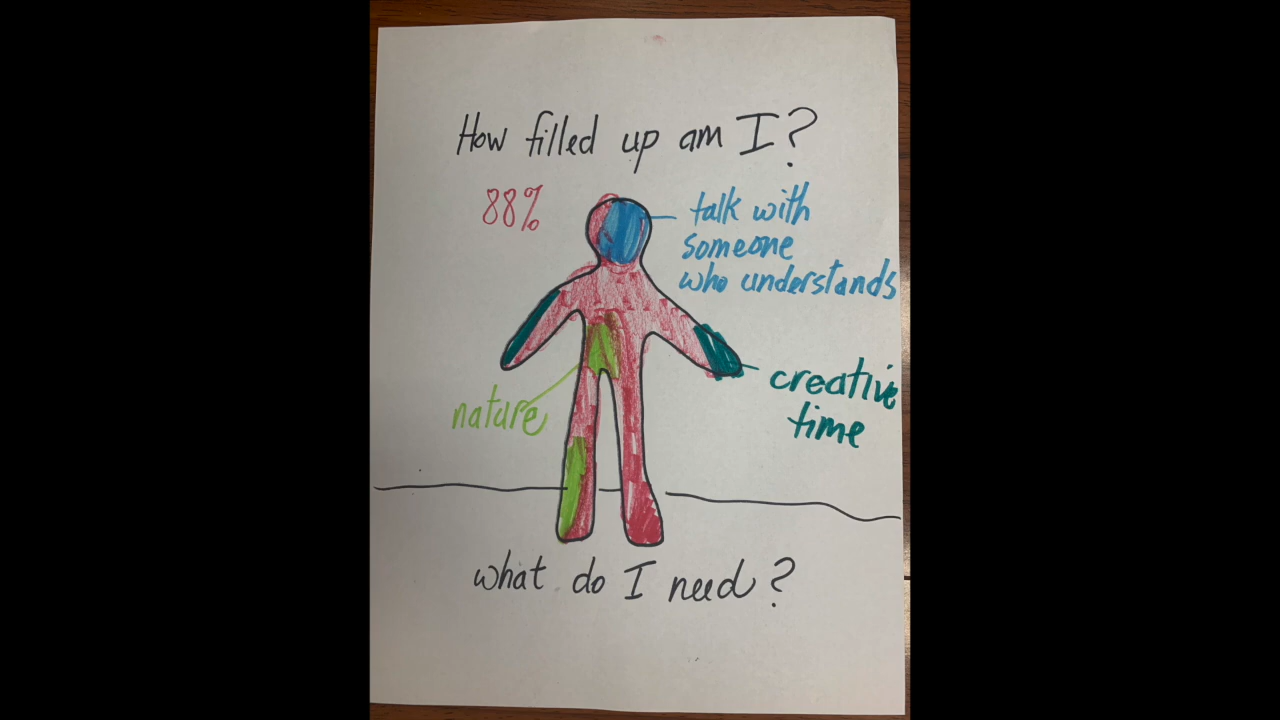 How filled up am I?
88%
talk with
someone
who understands
creative
time
nature
what do I need?